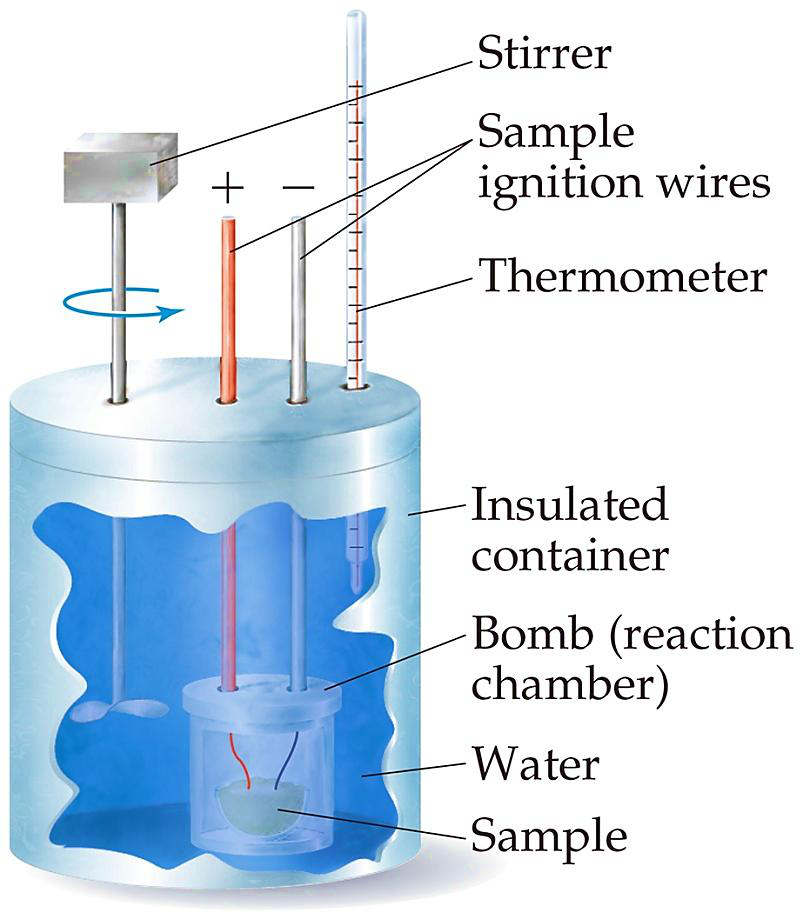 Stirrer
+ −
Sample
ignition wires
Thermometer
Insulated
container
Bomb (reaction
chamber)
Water
Sample